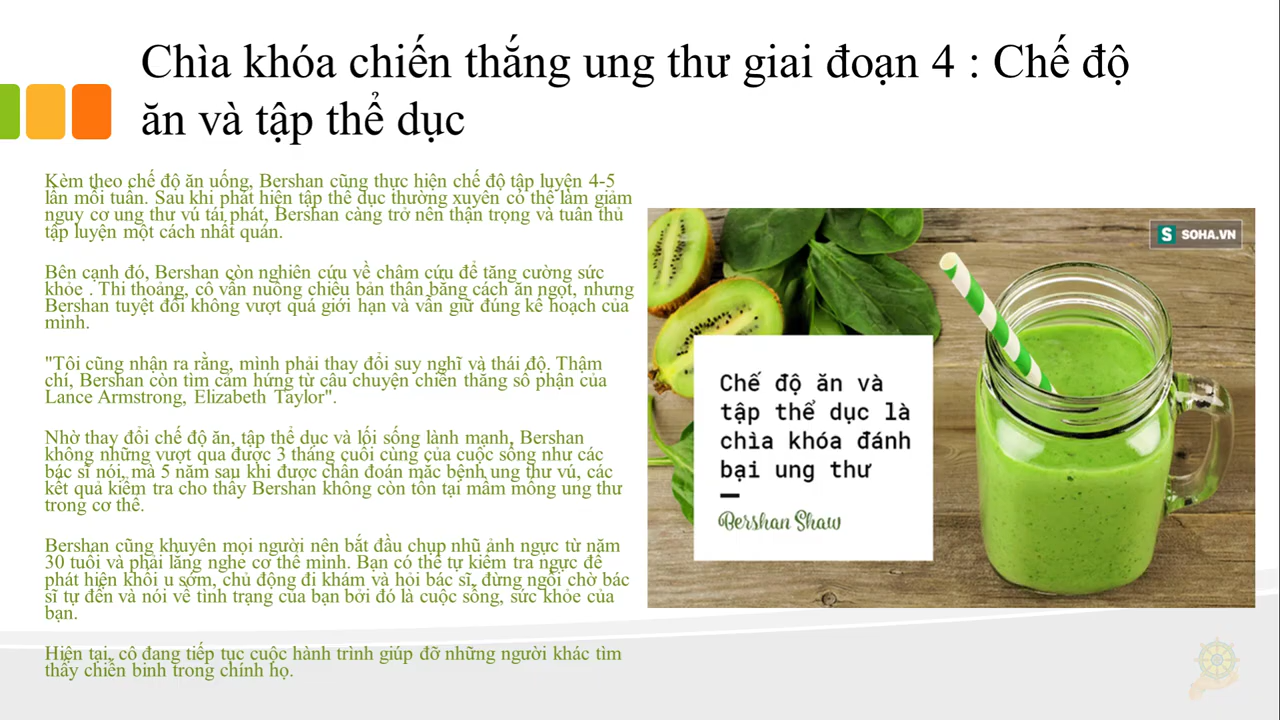 Chìa khóa chiến thắng ung thư giai đoạn 4 : Chế độ
ăn và tập thể dục
Kèm theo chế độ ăn uống, Bershan cũng thực hiện chế độ tập luyện 4-5
lần mỗi tuần. Sau khi phát hiện tập thể dục thường xuyên có thể làm giảm
nguy cơ ung thư vú tái phát, Bershan càng trở nên thận trọng và tuân thủ
tập luyện một cách nhất quán.
Bên cạnh đó, Bershan còn nghiên cứu về châm cứu để tăng cường sức
khỏe . Thi thoảng, cô vẫn nuông chiều bản thân bằng cách ăn ngọt, nhưng
Bershan tuyệt đối không vượt quá giới hạn và vẫn giữ đúng kế hoạch của
mình.
"Tôi cũng nhận ra rằng, mình phải thay đổi suy nghĩ và thái độ. Thậm
chí, Bershan còn tìm cảm hứng từ câu chuyện chiến thắng số phận của
Lance Armstrong, Elizabeth Taylor".
Nhờ thay đổi chế độ ăn, tập thể dục và lối sống lành mạnh, Bershan
không những vượt qua được 3 tháng cuối cùng của cuộc sống như các
bác sĩ nói, mà 5 năm sau khi được chẩn đoán mắc bệnh ung thư vú, các
kết quả kiểm tra cho thấy Bershan không còn tồn tại mầm mống ung thư
trong cơ thể.
Bershan cũng khuyên mọi người nên bắt đầu chụp nhũ ảnh ngực từ năm
30 tuổi và phải lắng nghe cơ thể mình. Bạn có thể tự kiểm tra ngực để
phát hiện khối u sớm, chủ động đi khám và hỏi bác sĩ, đừng ngồi chờ bác
sĩ tự đến và nói về tình trạng của bạn bởi đó là cuộc sống, sức khỏe của
bạn.
Hiện tại, cô đang tiếp tục cuộc hành trình giúp đỡ những người khác tìm
thấy chiến binh trong chính họ.
S SOHA.VN
Chế độ ăn và
tập thể dục là
chìa khóa đánh
bại ung thư
Bershan Shaw